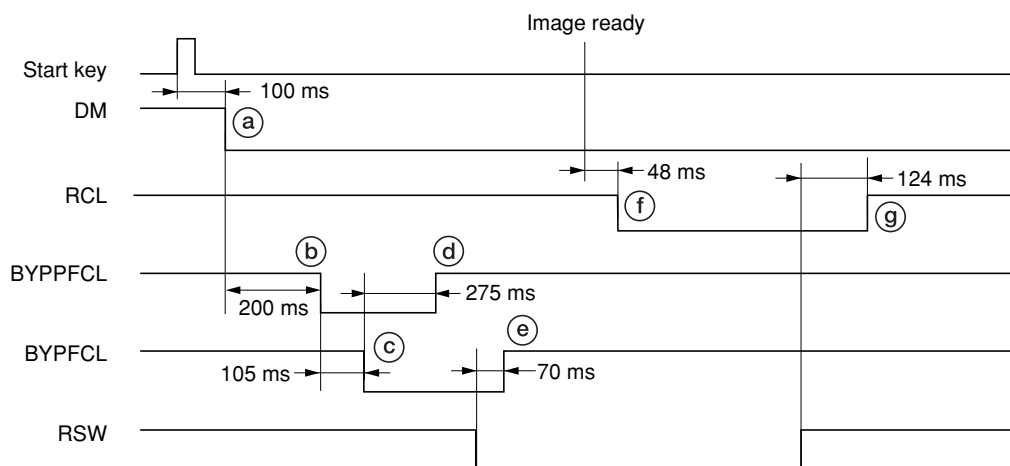 Image ready
Start key
100 ms
DM
a
48 ms
124 ms
RCL
f
g
b
d
BYPPFCL
200 ms
275 ms
e
BYPFCL
c
105 ms
70 ms
RSW